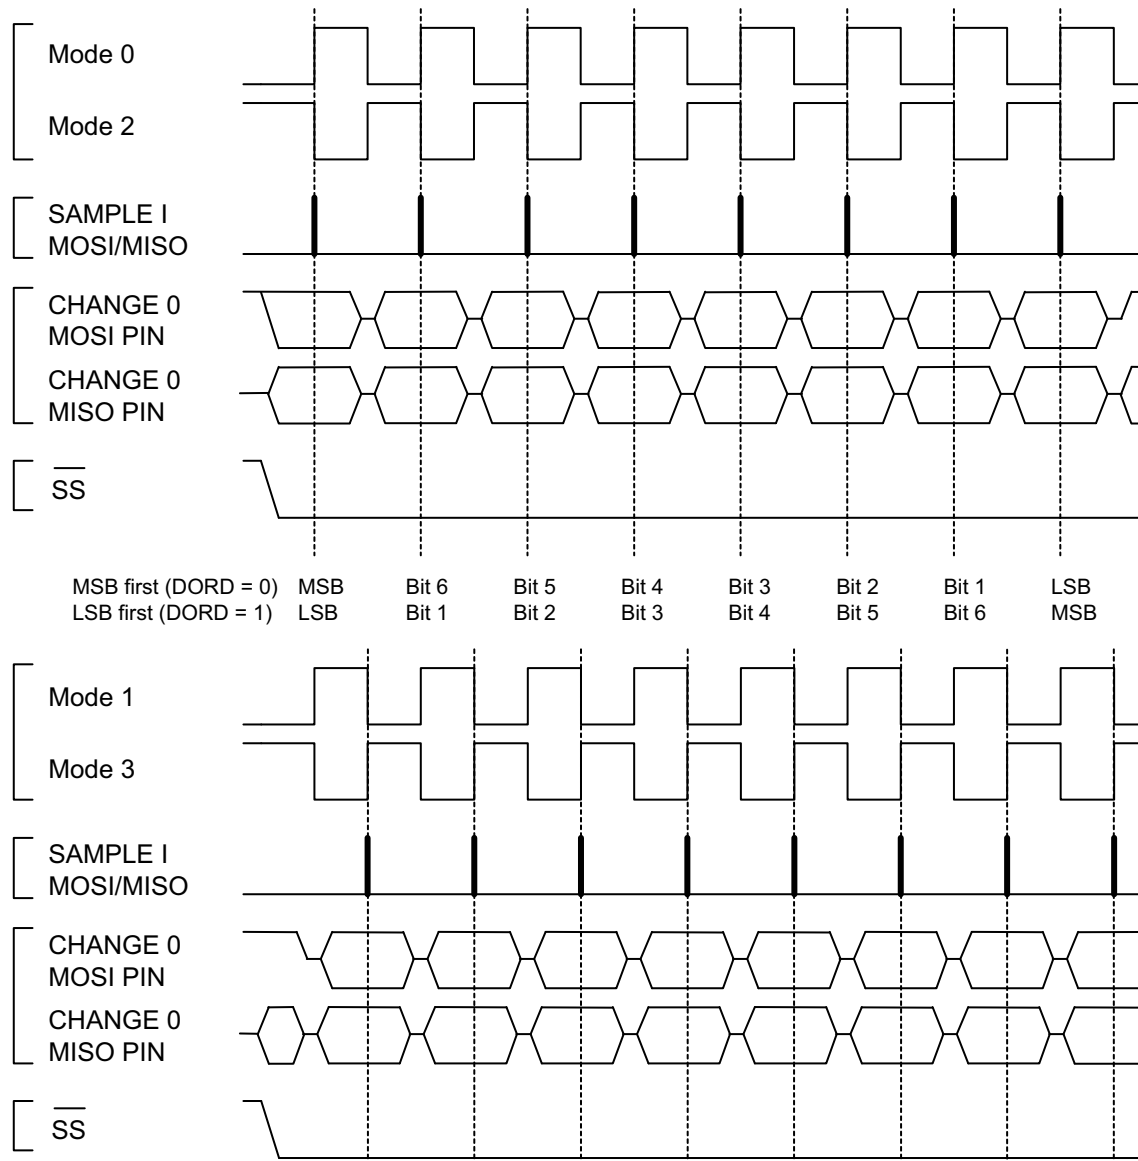 Mode 0
Mode 2
SAMPLE I
MOSI/MISO
CHANGE 0
MOSI PIN
CHANGE 0
MISO PIN
SS
MSB first (DORD = 0) MSB Bit 6 Bit 5 Bit 4 Bit 3 Bit 2 Bit 1 LSB
LSB first (DORD = 1) LSB Bit 1 Bit 2 Bit 3 Bit 4 Bit 5 Bit 6 MSB
Mode 1
Mode 3
SAMPLE I
MOSI/MISO
CHANGE 0
MOSI PIN
CHANGE 0
MISO PIN
SS